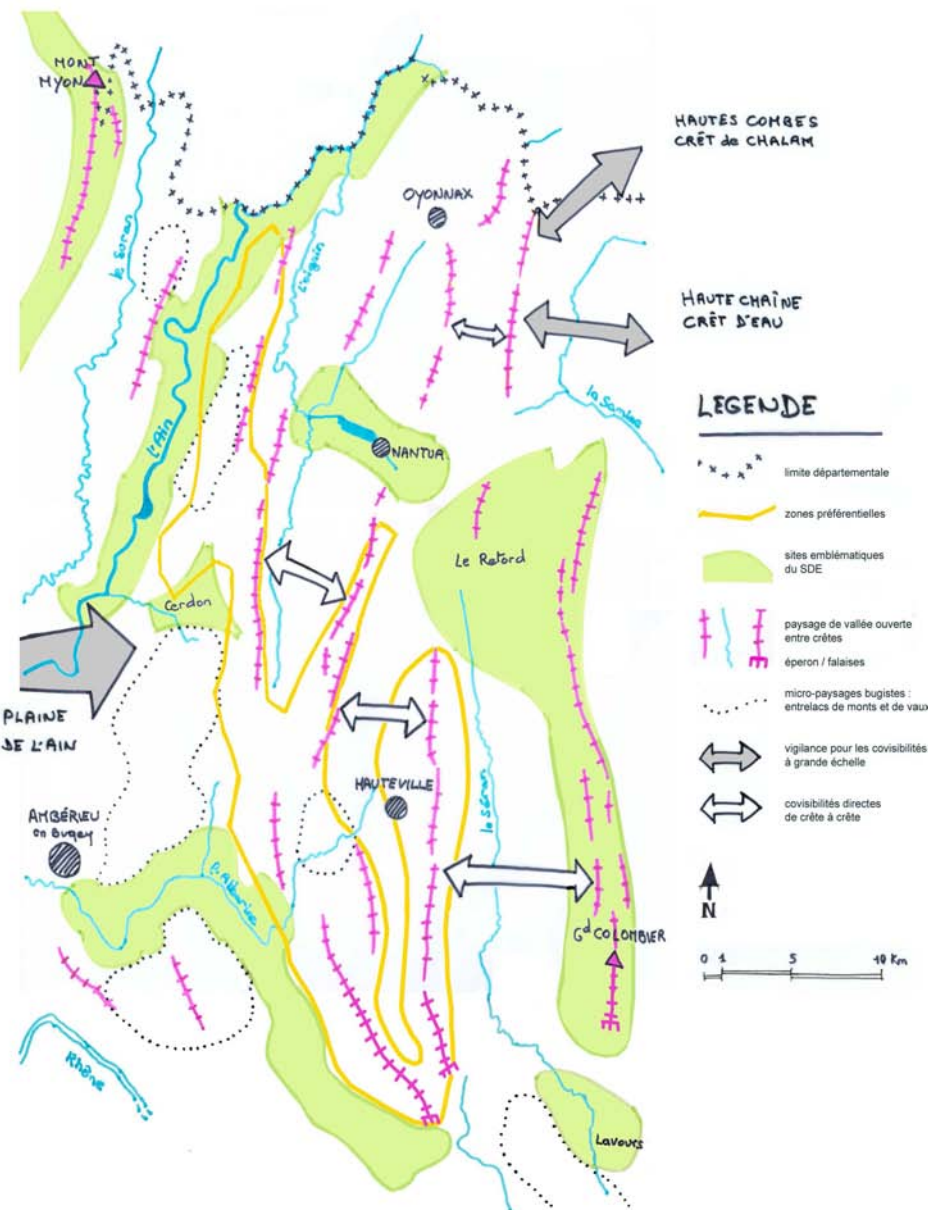 MONT
MYON
le Suran
HAUTES COMBES
CRÊT de CHALAM
OYONNAX
HAUTE CHAÎNE
CRÊT D'EAU
L'Ain
NANTUA
Le Retord
Cerdon
PLAINE
DE L'AIN
AMBÉRIEU
en Bugey
HAUTEVILLE
le Séran
l'Albarine
Gd COLOMBIER
Rhône
Lavours
LEGENDE
limite départementale
zones préférentielles
sites emblématiques
du SDE
paysage de vallée ouverte
entre crêtes
éperon / falaises
micro-paysages bugistes :
entrelacs de monts et de vaux
vigilance pour les covisibilités
à grande échelle
covisibilités directes
de crête à crête
N
0 1 5 10 Km